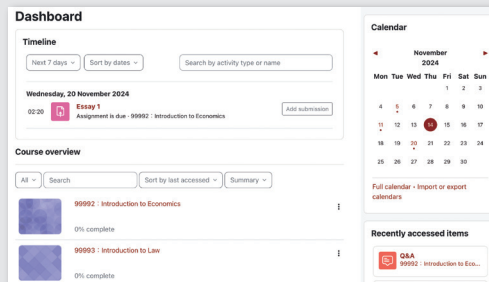 Dashboard
Timeline
Next 7 days
Sort by dates
Search by activity type or name
Wednesday, 20 November 2024
02:20
Essay 1
Assignment is due · 99992 : Introduction to Economics
Add submission
Course overview
All
Search
Sort by last accessed
Summary
99992 : Introduction to Economics
0% complete
99993 : Introduction to Law
0% complete
Calendar
November
2024
Mon Tue Wed Thu Fri Sat Sun
1 2 3
4 5 6 7 8 9 10
11 12 13 14 15 16 17
18 19 20 21 22 23 24
25 26 27 28 29 30
Full calendar • Import or export
calendars
Recently accessed items
Q&A
99992 : Introduction to Eco...